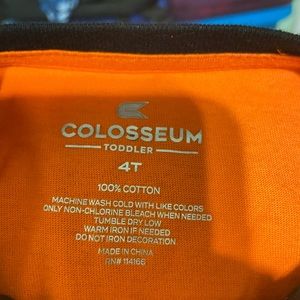 COLOSSEUM
TODDLER
4T
100% COTTON
MACHINE WASH COLD WITH LIKE COLORS
ONLY NON-CHLORINE BLEACH WHEN NEEDED
TUMBLE DRY LOW
WARM IRON IF NEEDED
DO NOT IRON DECORATION
MADE IN CHINA
RN# 114166